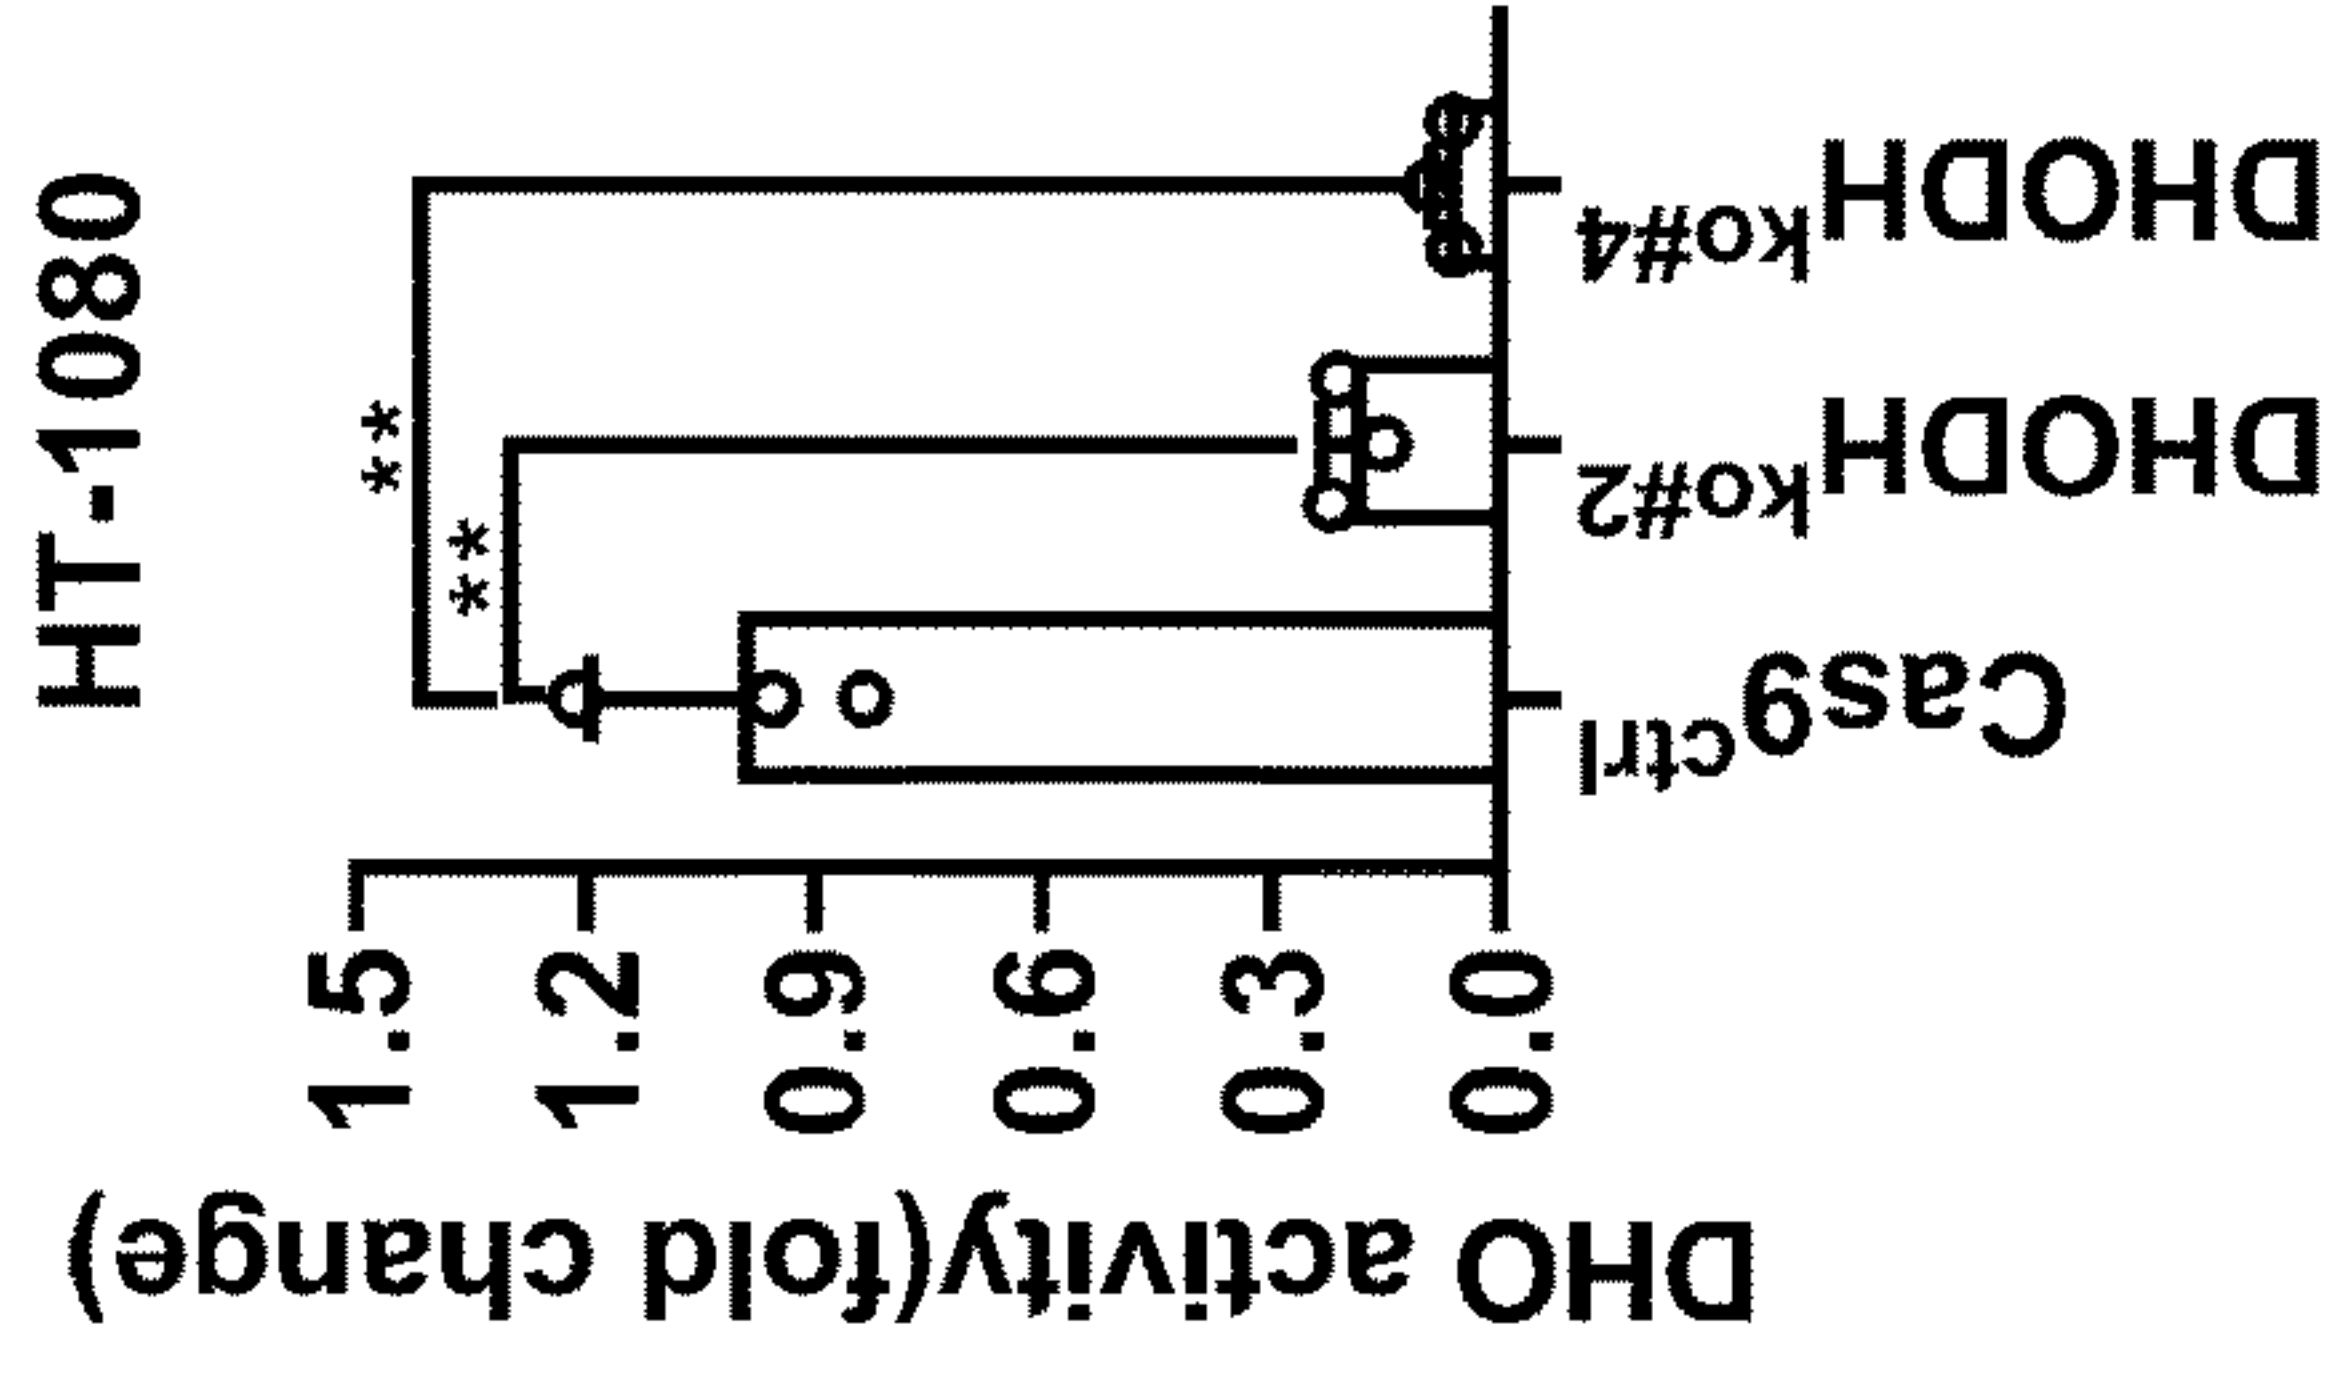 HT-1080
**
**
DHO activity(fold change)
1.5
1.2
0.9
0.6
0.3
0.0
Cas9ctrl
DHODHko#2
DHODHko#4